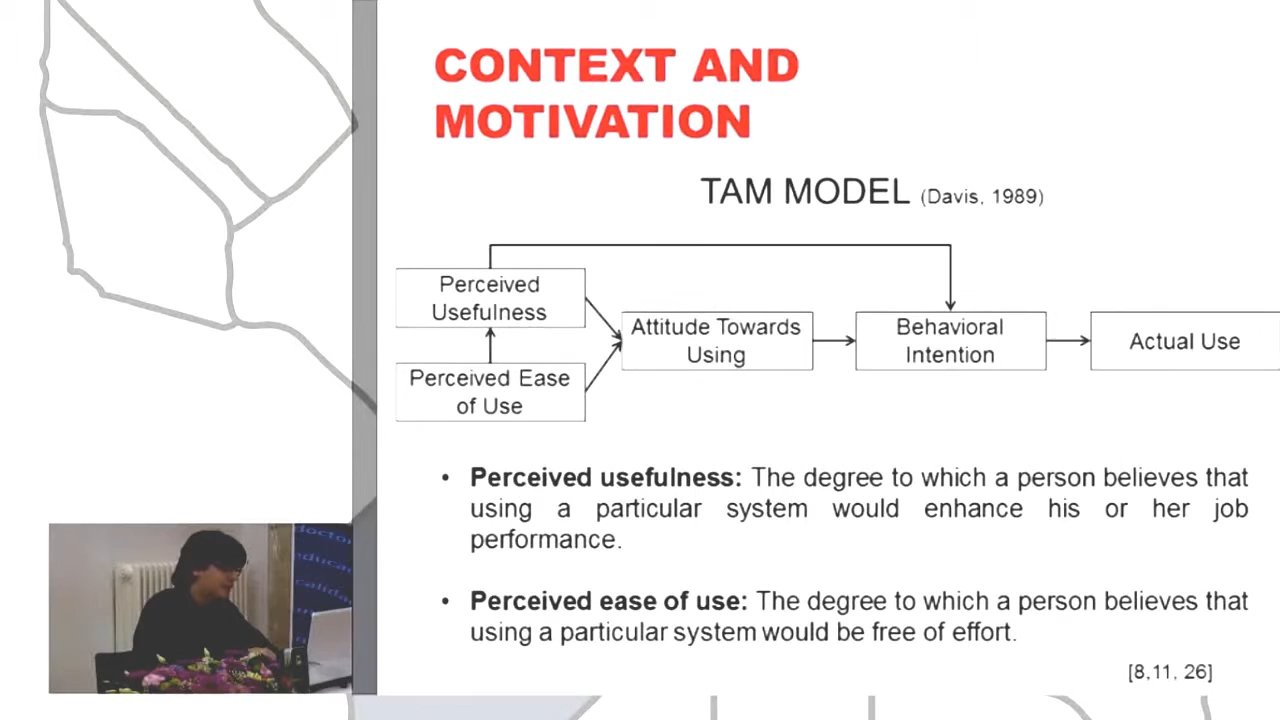 CONTEXT AND
MOTIVATION
TAM MODEL (Davis, 1989)
Perceived
Usefulness
Perceived Ease
of Use
Attitude Towards
Using
Behavioral
Intention
Actual Use
• Perceived usefulness: The degree to which a person believes that
using a particular system would enhance his or her job
performance.
• Perceived ease of use: The degree to which a person believes that
using a particular system would be free of effort.
[8,11, 26]
doctor
educa
calida